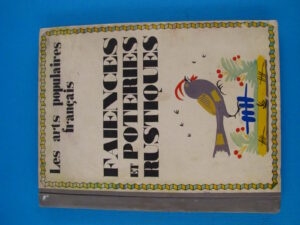 Les arts populaires
français
FAIENCES
ET POTERIES
RUSTIQUES